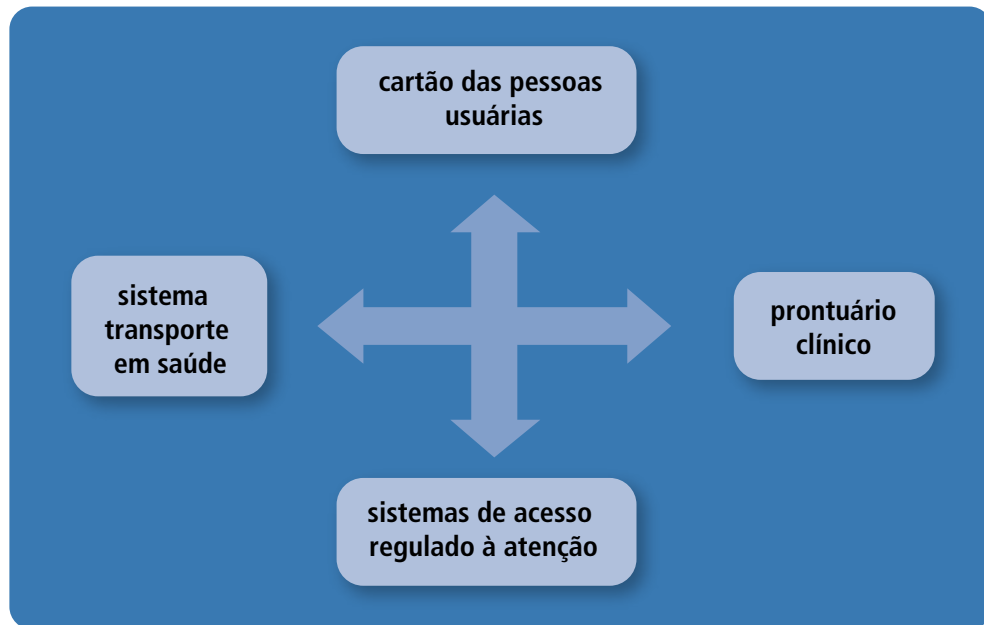 cartão das pessoas
usuárias
sistema
transporte
em saúde
prontuário
clínico
sistemas de acesso
regulado à atenção